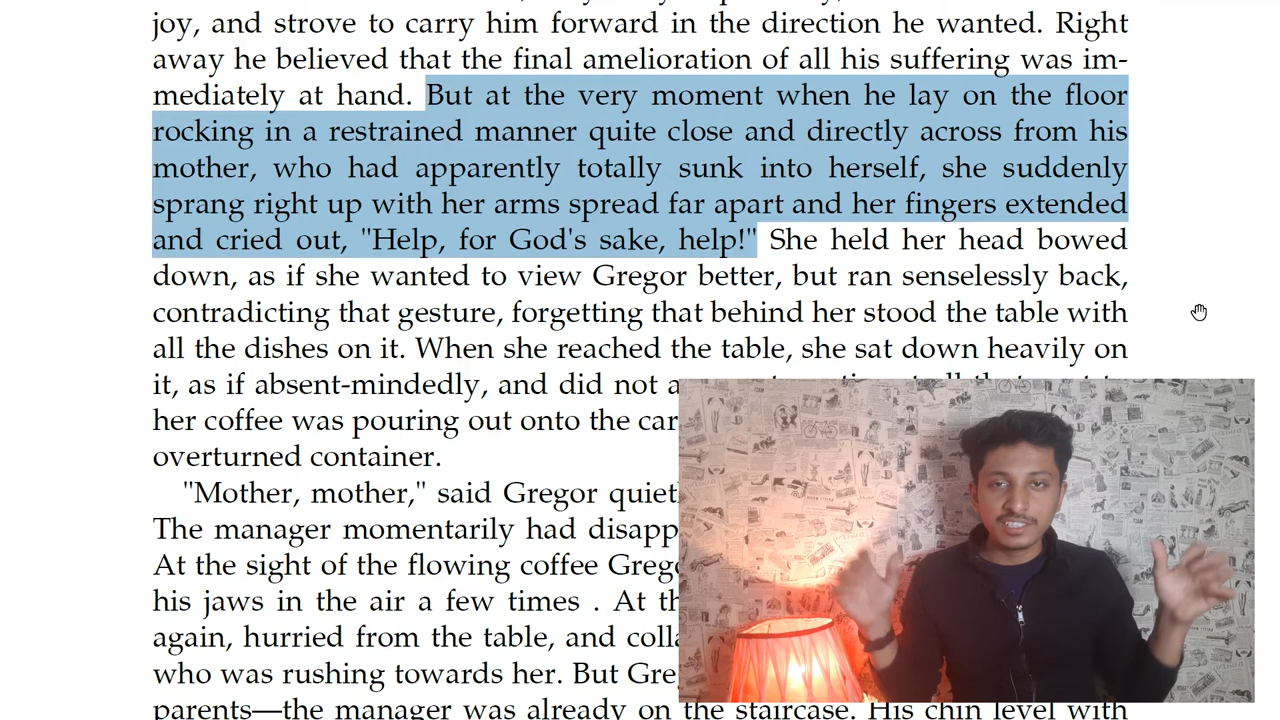 joy, and strove to carry him forward in the direction he wanted. Right
away he believed that the final amelioration of all his suffering was im-
mediately at hand. But at the very moment when he lay on the floor
rocking in a restrained manner quite close and directly across from his
mother, who had apparently totally sunk into herself, she suddenly
sprang right up with her arms spread far apart and her fingers extended
and cried out, "Help, for God's sake, help!" She held her head bowed
down, as if she wanted to view Gregor better, but ran senselessly back,
contradicting that gesture, forgetting that behind her stood the table with
all the dishes on it. When she reached the table, she sat down heavily on
it, as if absent-mindedly, and did not
her coffee was pouring out onto the
overturned container.
"Mother, mother," said Gregor
The manager momentarily had
At the sight of the flowing coffee
his jaws in the air a few times . At
again, hurried from the table, and
who was rushing towards her. But
parents—the manager was already on the staircase. His chin level with